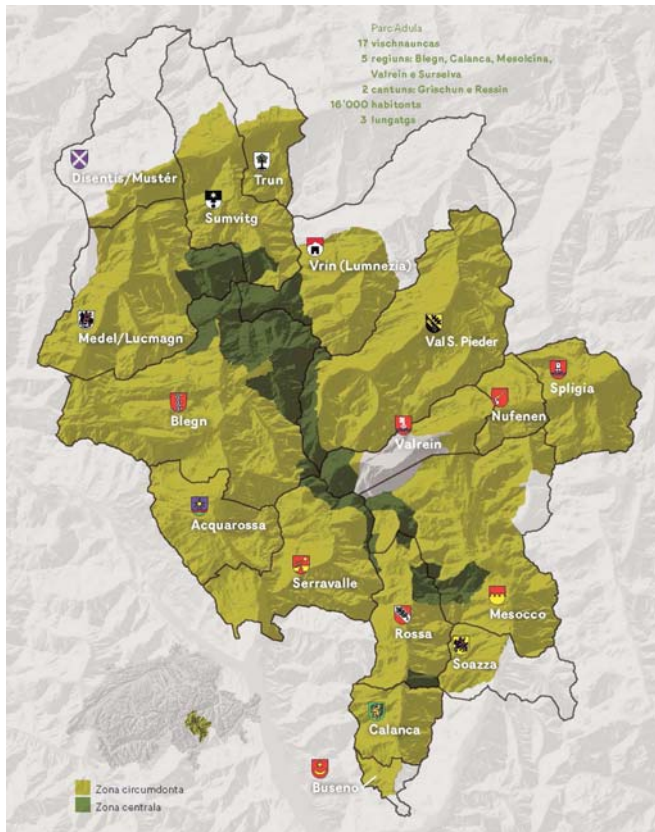 Parc Adula
17 vischnauncas
5 regiuns: Blegn, Calanca, Mesolcina,
Valrein e Surselva
2 cantuns: Grischun e Tessin
16'000 habitonts
3 lungatgs
Disentis/Mustér
Trun
Sumvitg
Vrin (Lumnezia)
Medel/Lucmagn
Val S. Pieder
Spligia
Nufenen
Blegn
Valrein
Acquarossa
Serravalle
Mesocco
Rossa
Soazza
Calanca
Buseno
Zona circumdonta
Zona centrala